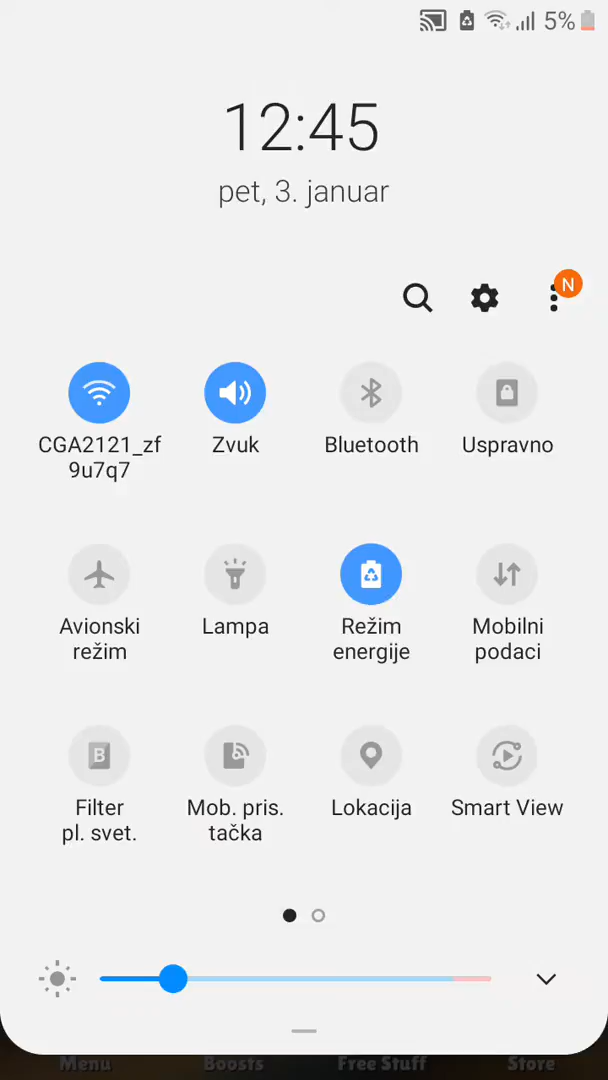 5%
12:45
pet, 3. januar
N
CGA2121_zf
9u7q7
Zvuk
Bluetooth
Uspravno
Avionski
režim
Lampa
Režim
energije
Mobilni
podaci
B
Filter
pl. svet.
Mob. pris.
tačka
Lokacija
Smart View
Menu
Boosts
Free Stuff
Store